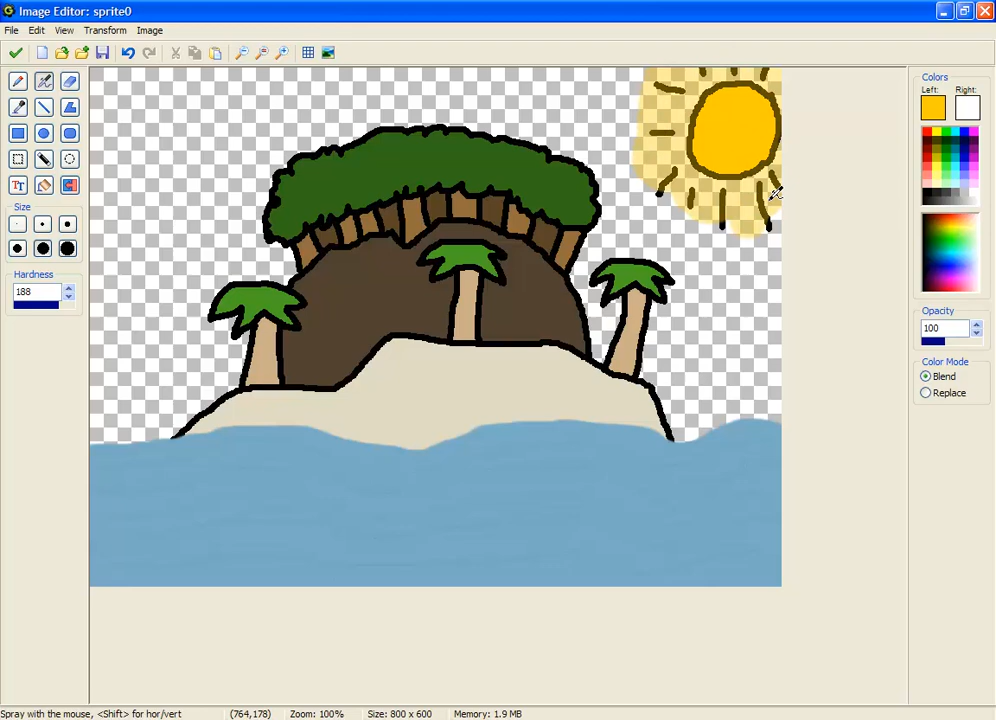 Image Editor: sprite0
File Edit View Transform Image
Colors
Left: Right:
Size
Hardness
188
Opacity
100
Color Mode
Blend
Replace
Spray with the mouse, <Shift> for hor/vert (764,178) Zoom: 100% Size: 800 x 600 Memory: 1.9 MB